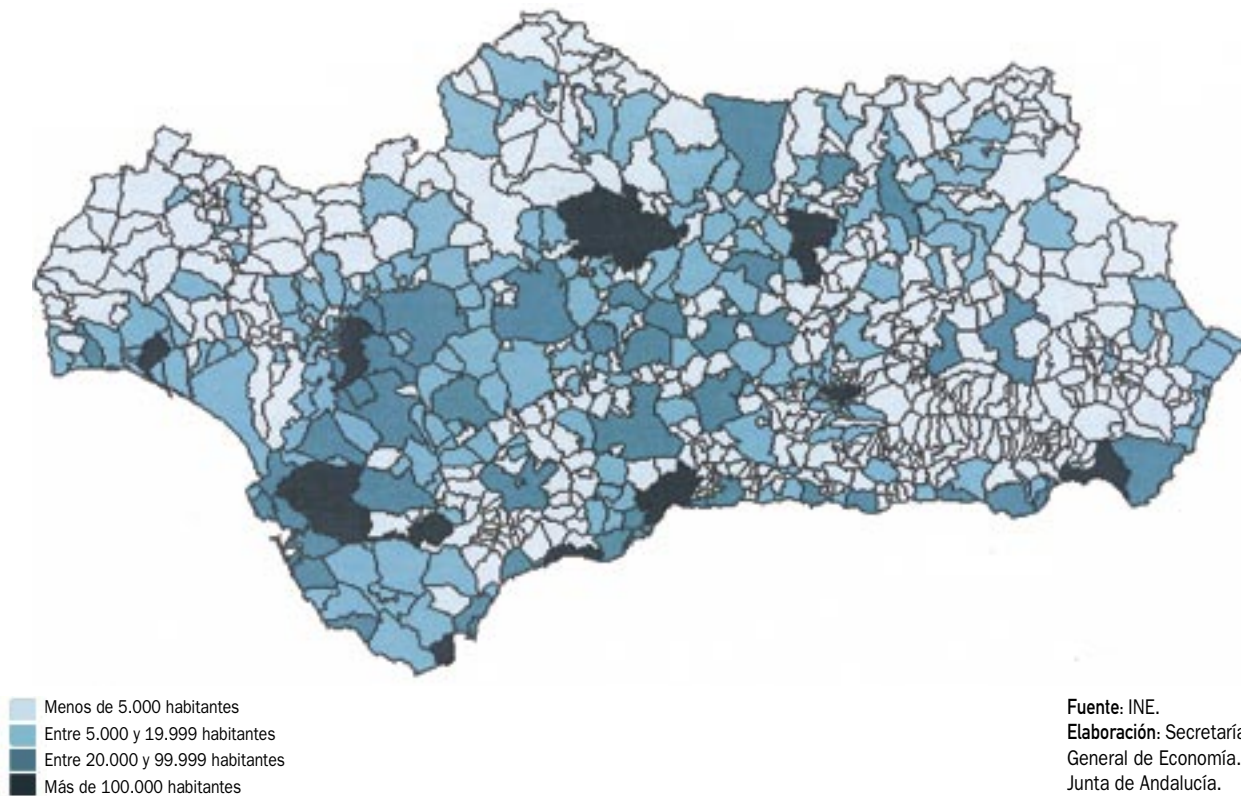 Menos de 5.000 habitantes
Entre 5.000 y 19.999 habitantes
Entre 20.000 y 99.999 habitantes
Más de 100.000 habitantes
Fuente: INE.
Elaboración: Secretaría
General de Economía.
Junta de Andalucía.